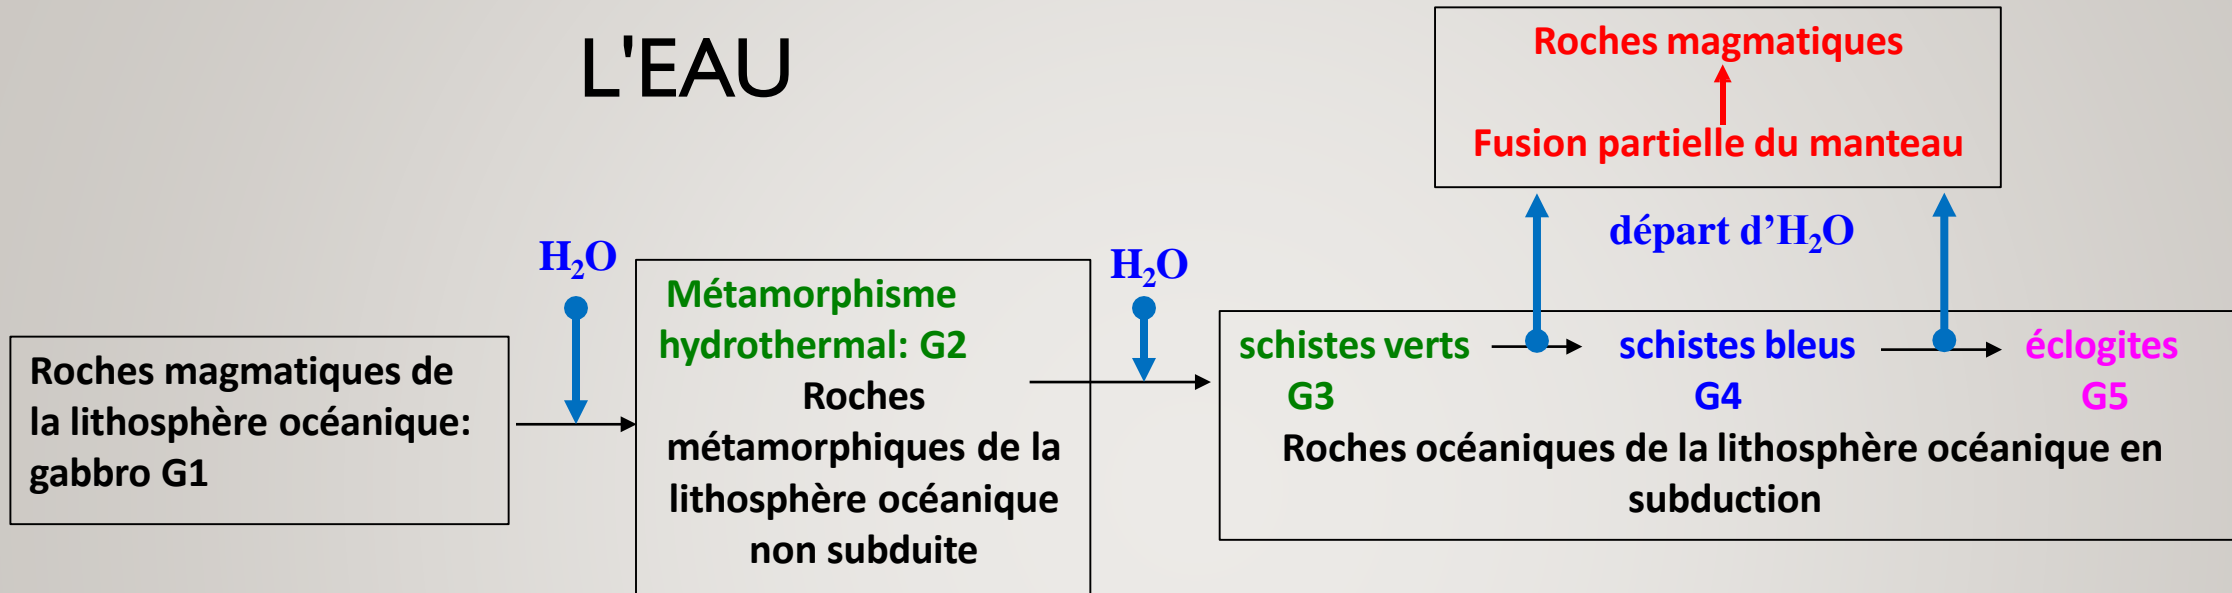 L'EAU
Roches magmatiques
Fusion partielle du manteau
départ d’H₂O
H₂O
H₂O
Roches magmatiques de
la lithosphère océanique:
gabbro G1
Métamorphisme
hydrothermal: G2
Roches
métamorphiques de la
lithosphère océanique
non subduite
schistes verts
G3
schistes bleus
G4
éclogites
G5
Roches océaniques de la lithosphère océanique en
subduction